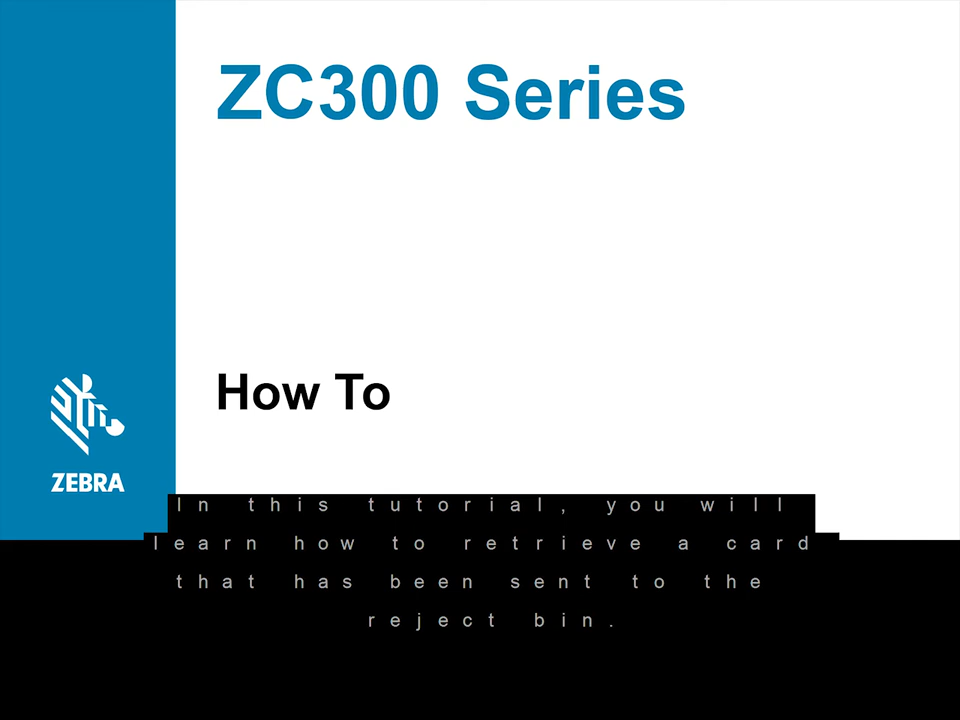 ZC300 Series
How To
ZEBRA
In this tutorial, you will
learn how to retrieve a card
that has been sent to the
reject bin.